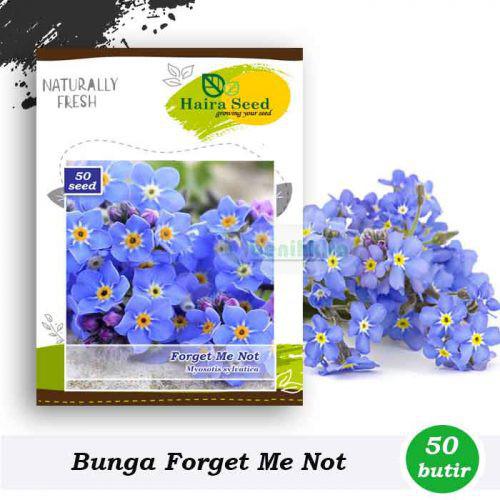 NATURALLY
FRESH
Haira Seed
growing your seed
50
seed
Forget Me Not
Myosotis sylvatica
Bunga Forget Me Not
50
butir